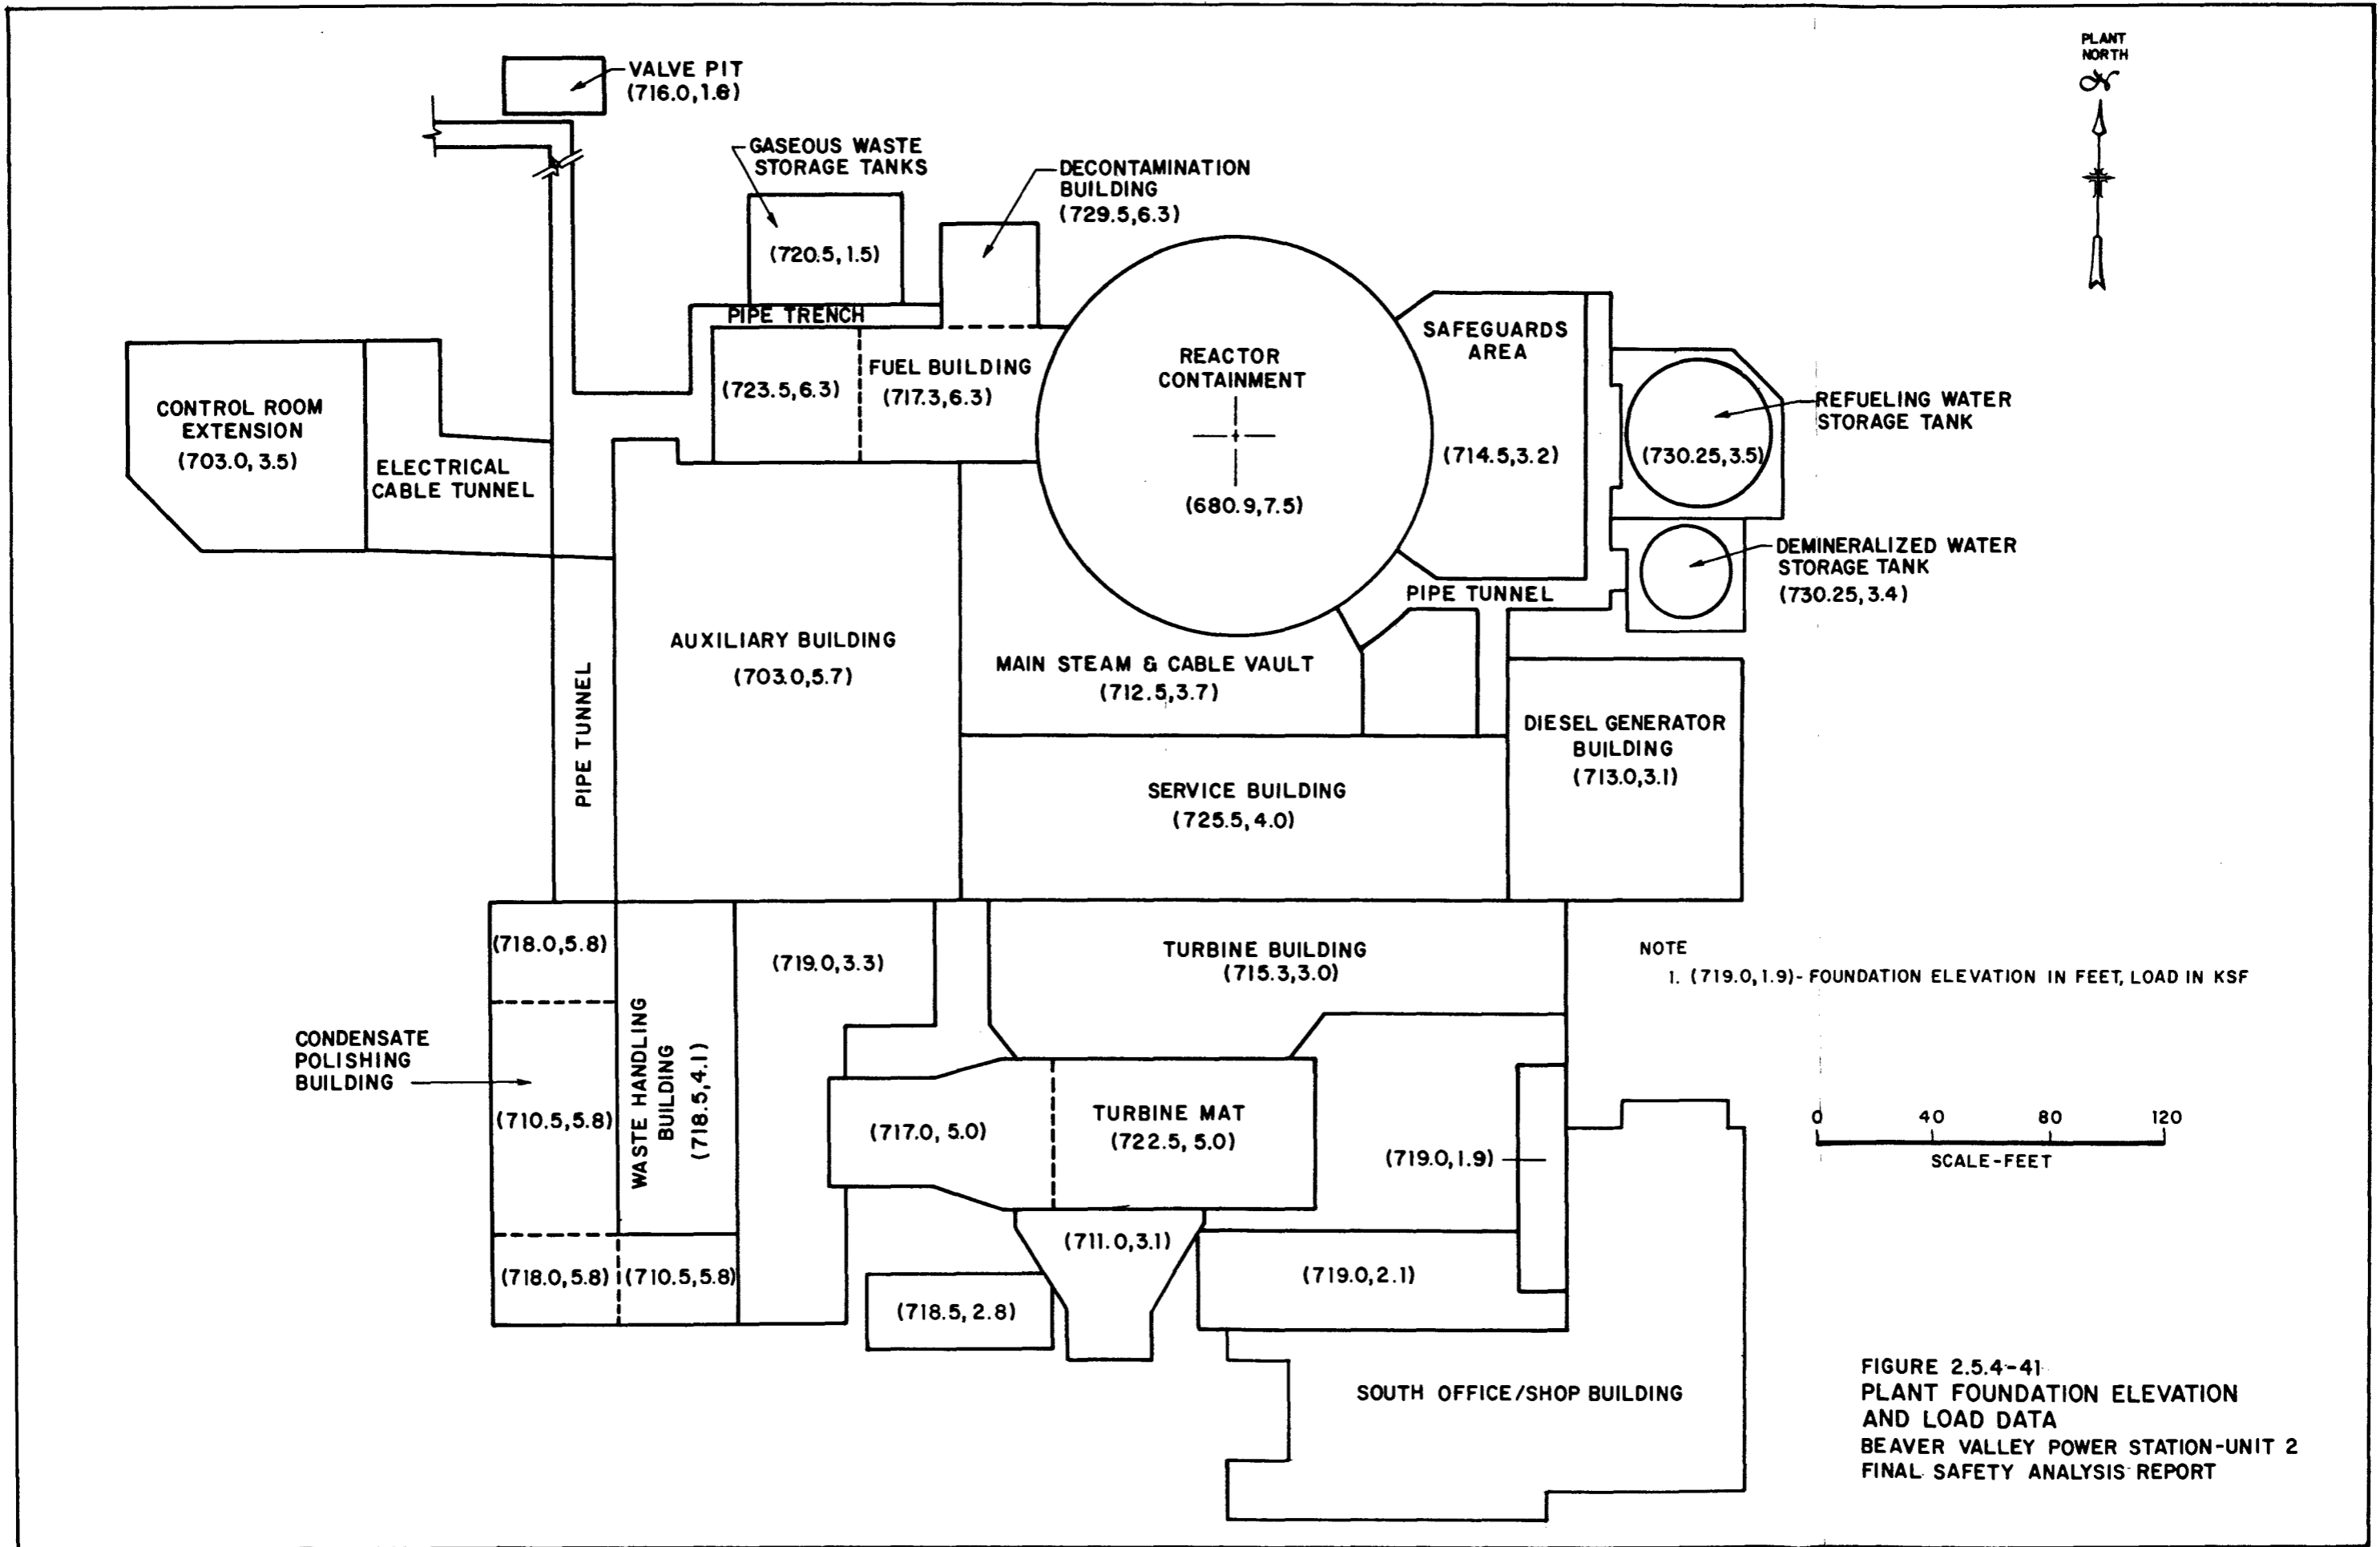 PLANT
NORTH
N
VALVE PIT
(716.0,1.6)
GASEOUS WASTE
STORAGE TANKS
(720.5,1.5)
DECONTAMINATION
BUILDING
(729.5,6.3)
PIPE TRENCH
(723.5,6.3)
FUEL BUILDING
(717.3,6.3)
REACTOR
CONTAINMENT
(680.9,7.5)
SAFEGUARDS
AREA
(714.5,3.2)
REFUELING WATER
STORAGE TANK
(730.25,3.5)
CONTROL ROOM
EXTENSION
(703.0, 3.5)
ELECTRICAL
CABLE TUNNEL
DEMINERALIZED WATER
STORAGE TANK
(730.25,3.4)
PIPE TUNNEL
AUXILIARY BUILDING
(703.0,5.7)
MAIN STEAM & CABLE VAULT
(712.5,3.7)
PIPE TUNNEL
DIESEL GENERATOR
BUILDING
(713.0,3.1)
SERVICE BUILDING
(725.5,4.0)
(718.0,5.8)
(719.0,3.3)
TURBINE BUILDING
(715.3,3.0)
NOTE
1. (719.0,1.9)- FOUNDATION ELEVATION IN FEET, LOAD IN KSF
CONDENSATE
POLISHING
BUILDING
(710.5,5.8)
WASTE HANDLING
BUILDING
(718.5,4.1)
(717.0, 5.0)
TURBINE MAT
(722.5, 5.0)
(719.0,1.9)
0 40 80 120
SCALE-FEET
(718.0,5.8)
(710.5,5.8)
(711.0,3.1)
(719.0,2.1)
(718.5, 2.8)
SOUTH OFFICE/SHOP BUILDING
FIGURE 2.5.4-41
PLANT FOUNDATION ELEVATION
AND LOAD DATA
BEAVER VALLEY POWER STATION-UNIT 2
FINAL SAFETY ANALYSIS REPORT